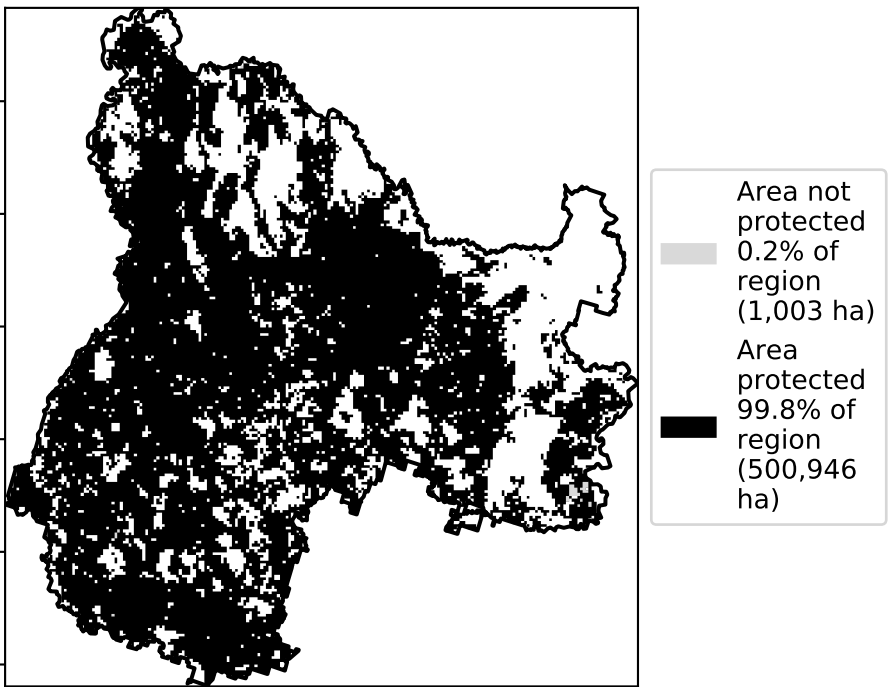 Area not
protected
0.2% of
region
(1,003 ha)
Area
protected
99.8% of
region
(500,946
ha)